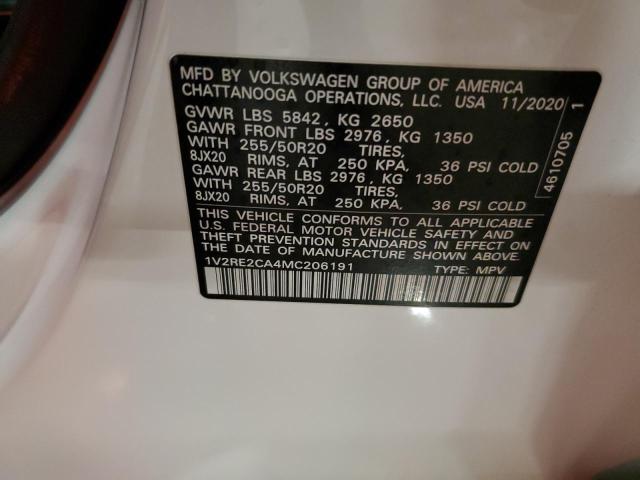 MFD BY VOLKSWAGEN GROUP OF AMERICA
CHATTANOOGA OPERATIONS, LLC. USA 11/2020
GVWR LBS 5842, KG 2650
GAWR FRONT LBS 2976, KG 1350
WITH 255/50R20 TIRES,
8JX20 RIMS, AT 250 KPA, 36 PSI COLD
GAWR REAR LBS 2976, KG 1350
WITH 255/50R20 TIRES,
8JX20 RIMS, AT 250 KPA, 36 PSI COLD
THIS VEHICLE CONFORMS TO ALL APPLICABLE
U.S. FEDERAL MOTOR VEHICLE SAFETY AND
THEFT PREVENTION STANDARDS IN EFFECT ON
THE DATE OF MANUFACTURE SHOWN ABOVE.
1V2RE2CA4MC206191 TYPE: MPV
4610705 1